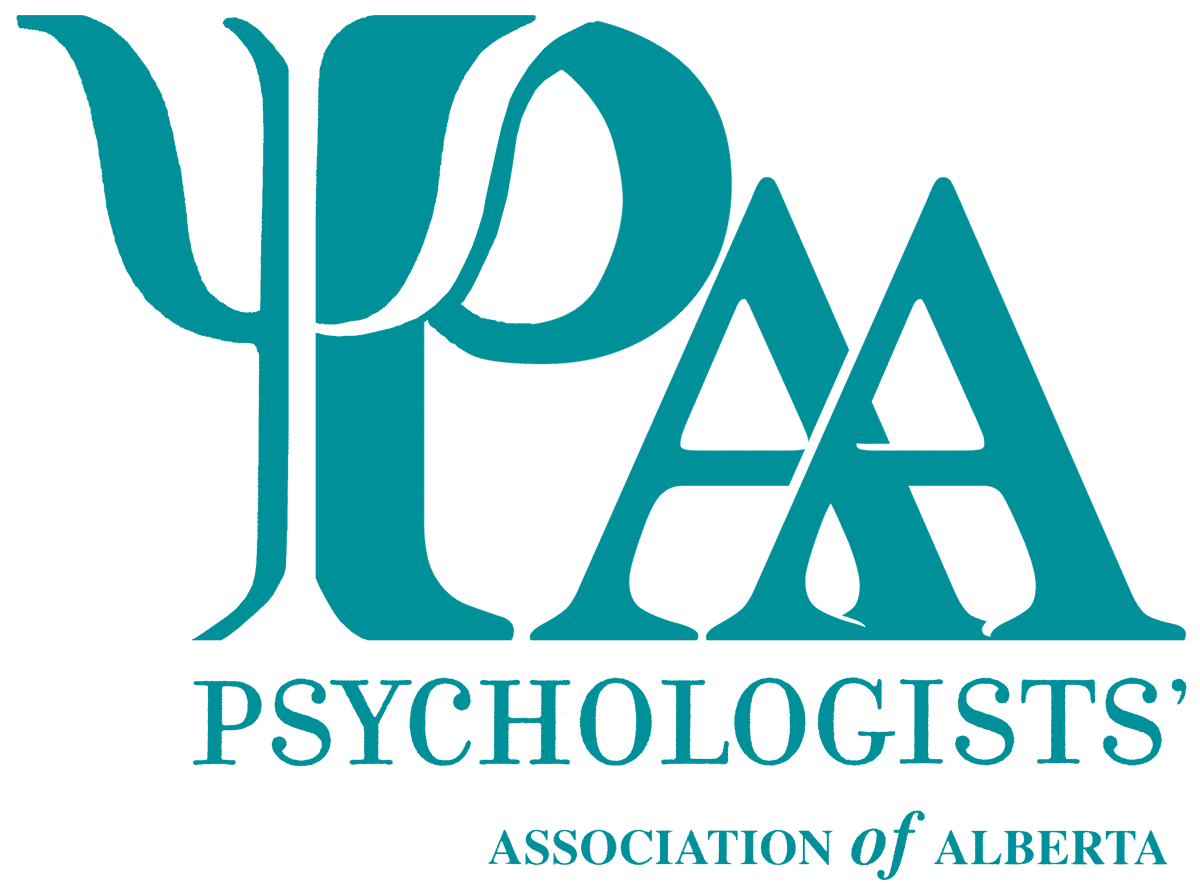 ΨPAA
PSYCHOLOGISTS’
ASSOCIATION of ALBERTA